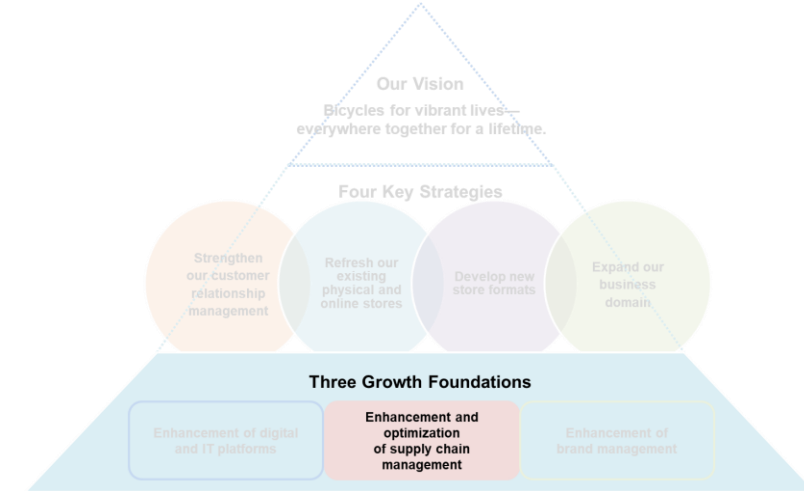 Our Vision
Bicycles for vibrant lives—
everywhere together for a lifetime.
Four Key Strategies
Strengthen
our customer
relationship
management
Refresh our
existing
physical and
online stores
Develop new
store formats
Expand our
business
domain
Three Growth Foundations
Enhancement of digital
and IT platforms
Enhancement and
optimization
of supply chain
management
Enhancement of
brand management